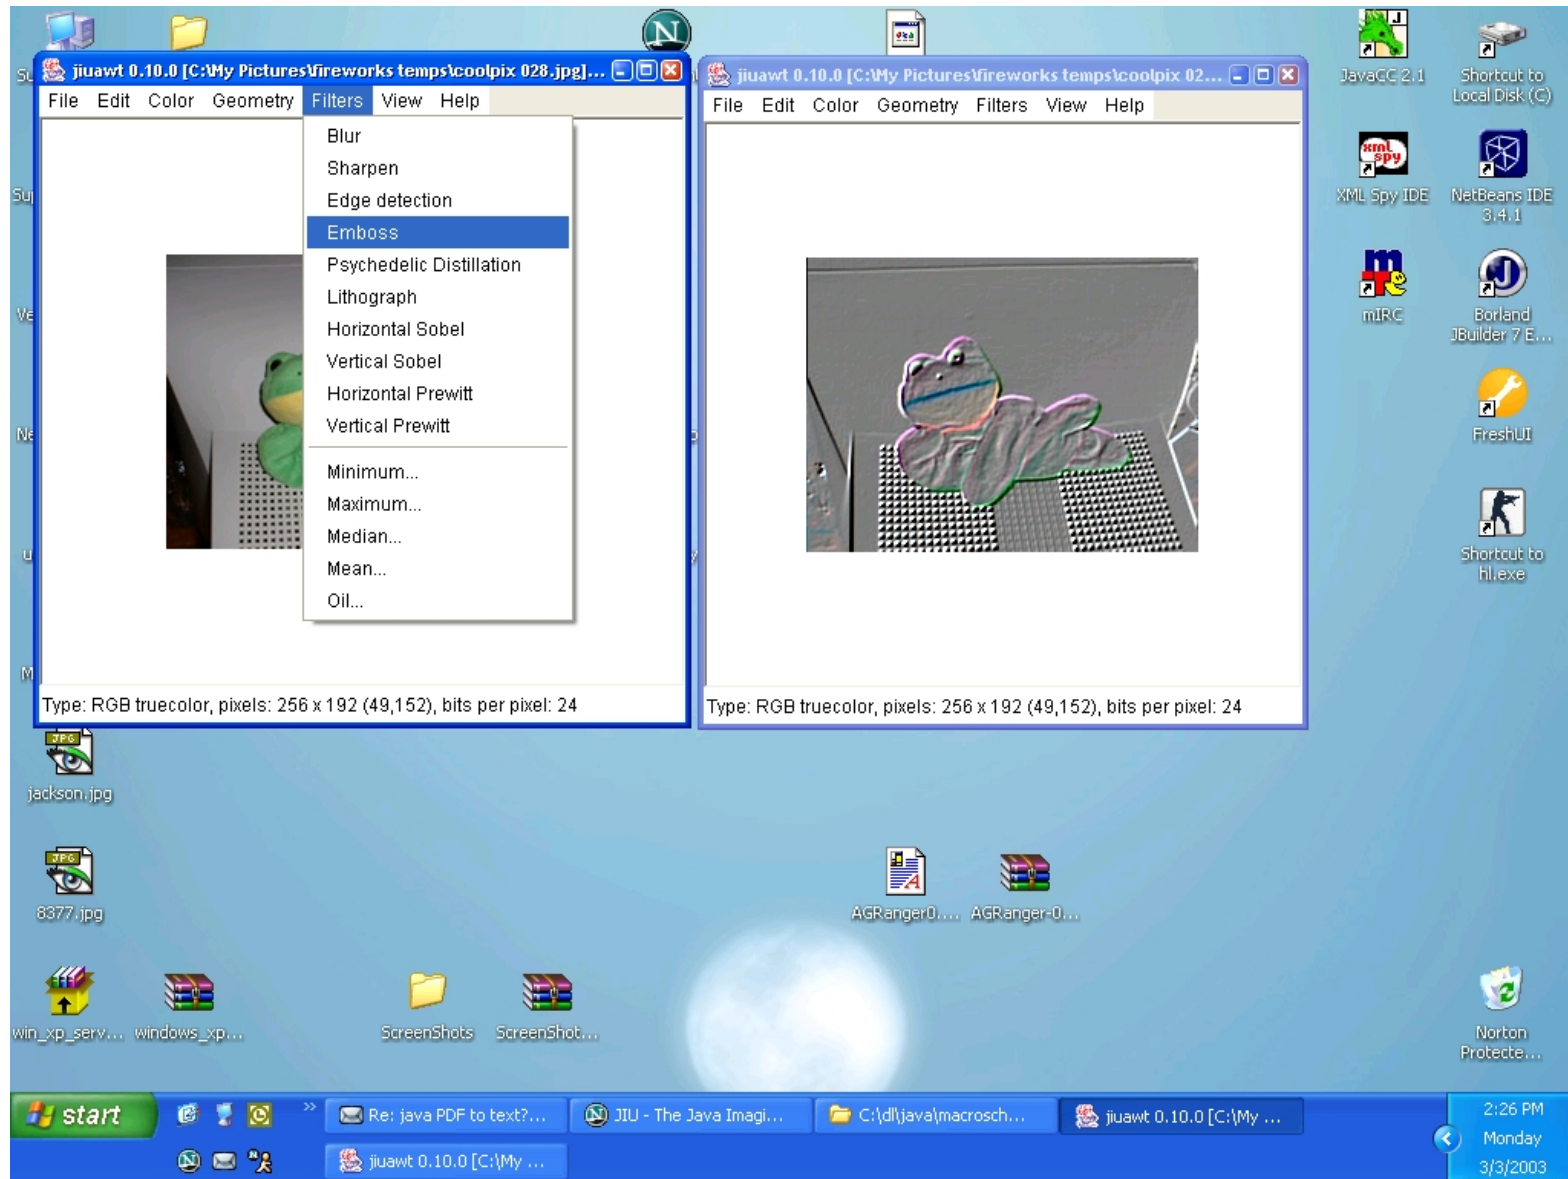 jiuawt 0.10.0 [C:\My Pictures\fireworks temps\coolpix 028.jpg]...
File Edit Color Geometry Filters View Help
Blur
Sharpen
Edge detection
Emboss
Psychedelic Distillation
Lithograph
Horizontal Sobel
Vertical Sobel
Horizontal Prewitt
Vertical Prewitt
Minimum...
Maximum...
Median...
Mean...
Oil...
Type: RGB truecolor, pixels: 256 x 192 (49,152), bits per pixel: 24
jiuawt 0.10.0 [C:\My Pictures\fireworks temps\coolpix 02...
File Edit Color Geometry Filters View Help
Type: RGB truecolor, pixels: 256 x 192 (49,152), bits per pixel: 24
JavaCC 2.1
Shortcut to
Local Disk (C)
xml
spy
XML Spy IDE
NetBeans IDE
3.4.1
mIRC
Borland
JBuilder 7 E...
FreshUI
Shortcut to
hl.exe
JPG
jackson.jpg
JPG
8377.jpg
AGRanger0....
AGRanger-0...
win_xp_serv...
windows_xp...
ScreenShots
ScreenShot...
Norton
Protecte...
start
Re: java PDF to text?...
JIU - The Java Imagi...
C:\dl\java\macrosch...
jiuawt 0.10.0 [C:\My ...
jiuawt 0.10.0 [C:\My ...
2:26 PM
Monday
3/3/2003